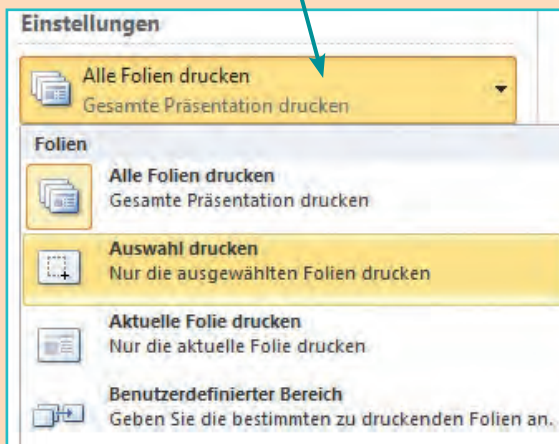 Einstellungen
Alle Folien drucken
Gesamte Präsentation drucken
Folien
Alle Folien drucken
Gesamte Präsentation drucken
Auswahl drucken
Nur die ausgewählten Folien drucken
Aktuelle Folie drucken
Nur die aktuelle Folie drucken
Benutzerdefinierter Bereich
Geben Sie die bestimmten zu druckenden Folien an.